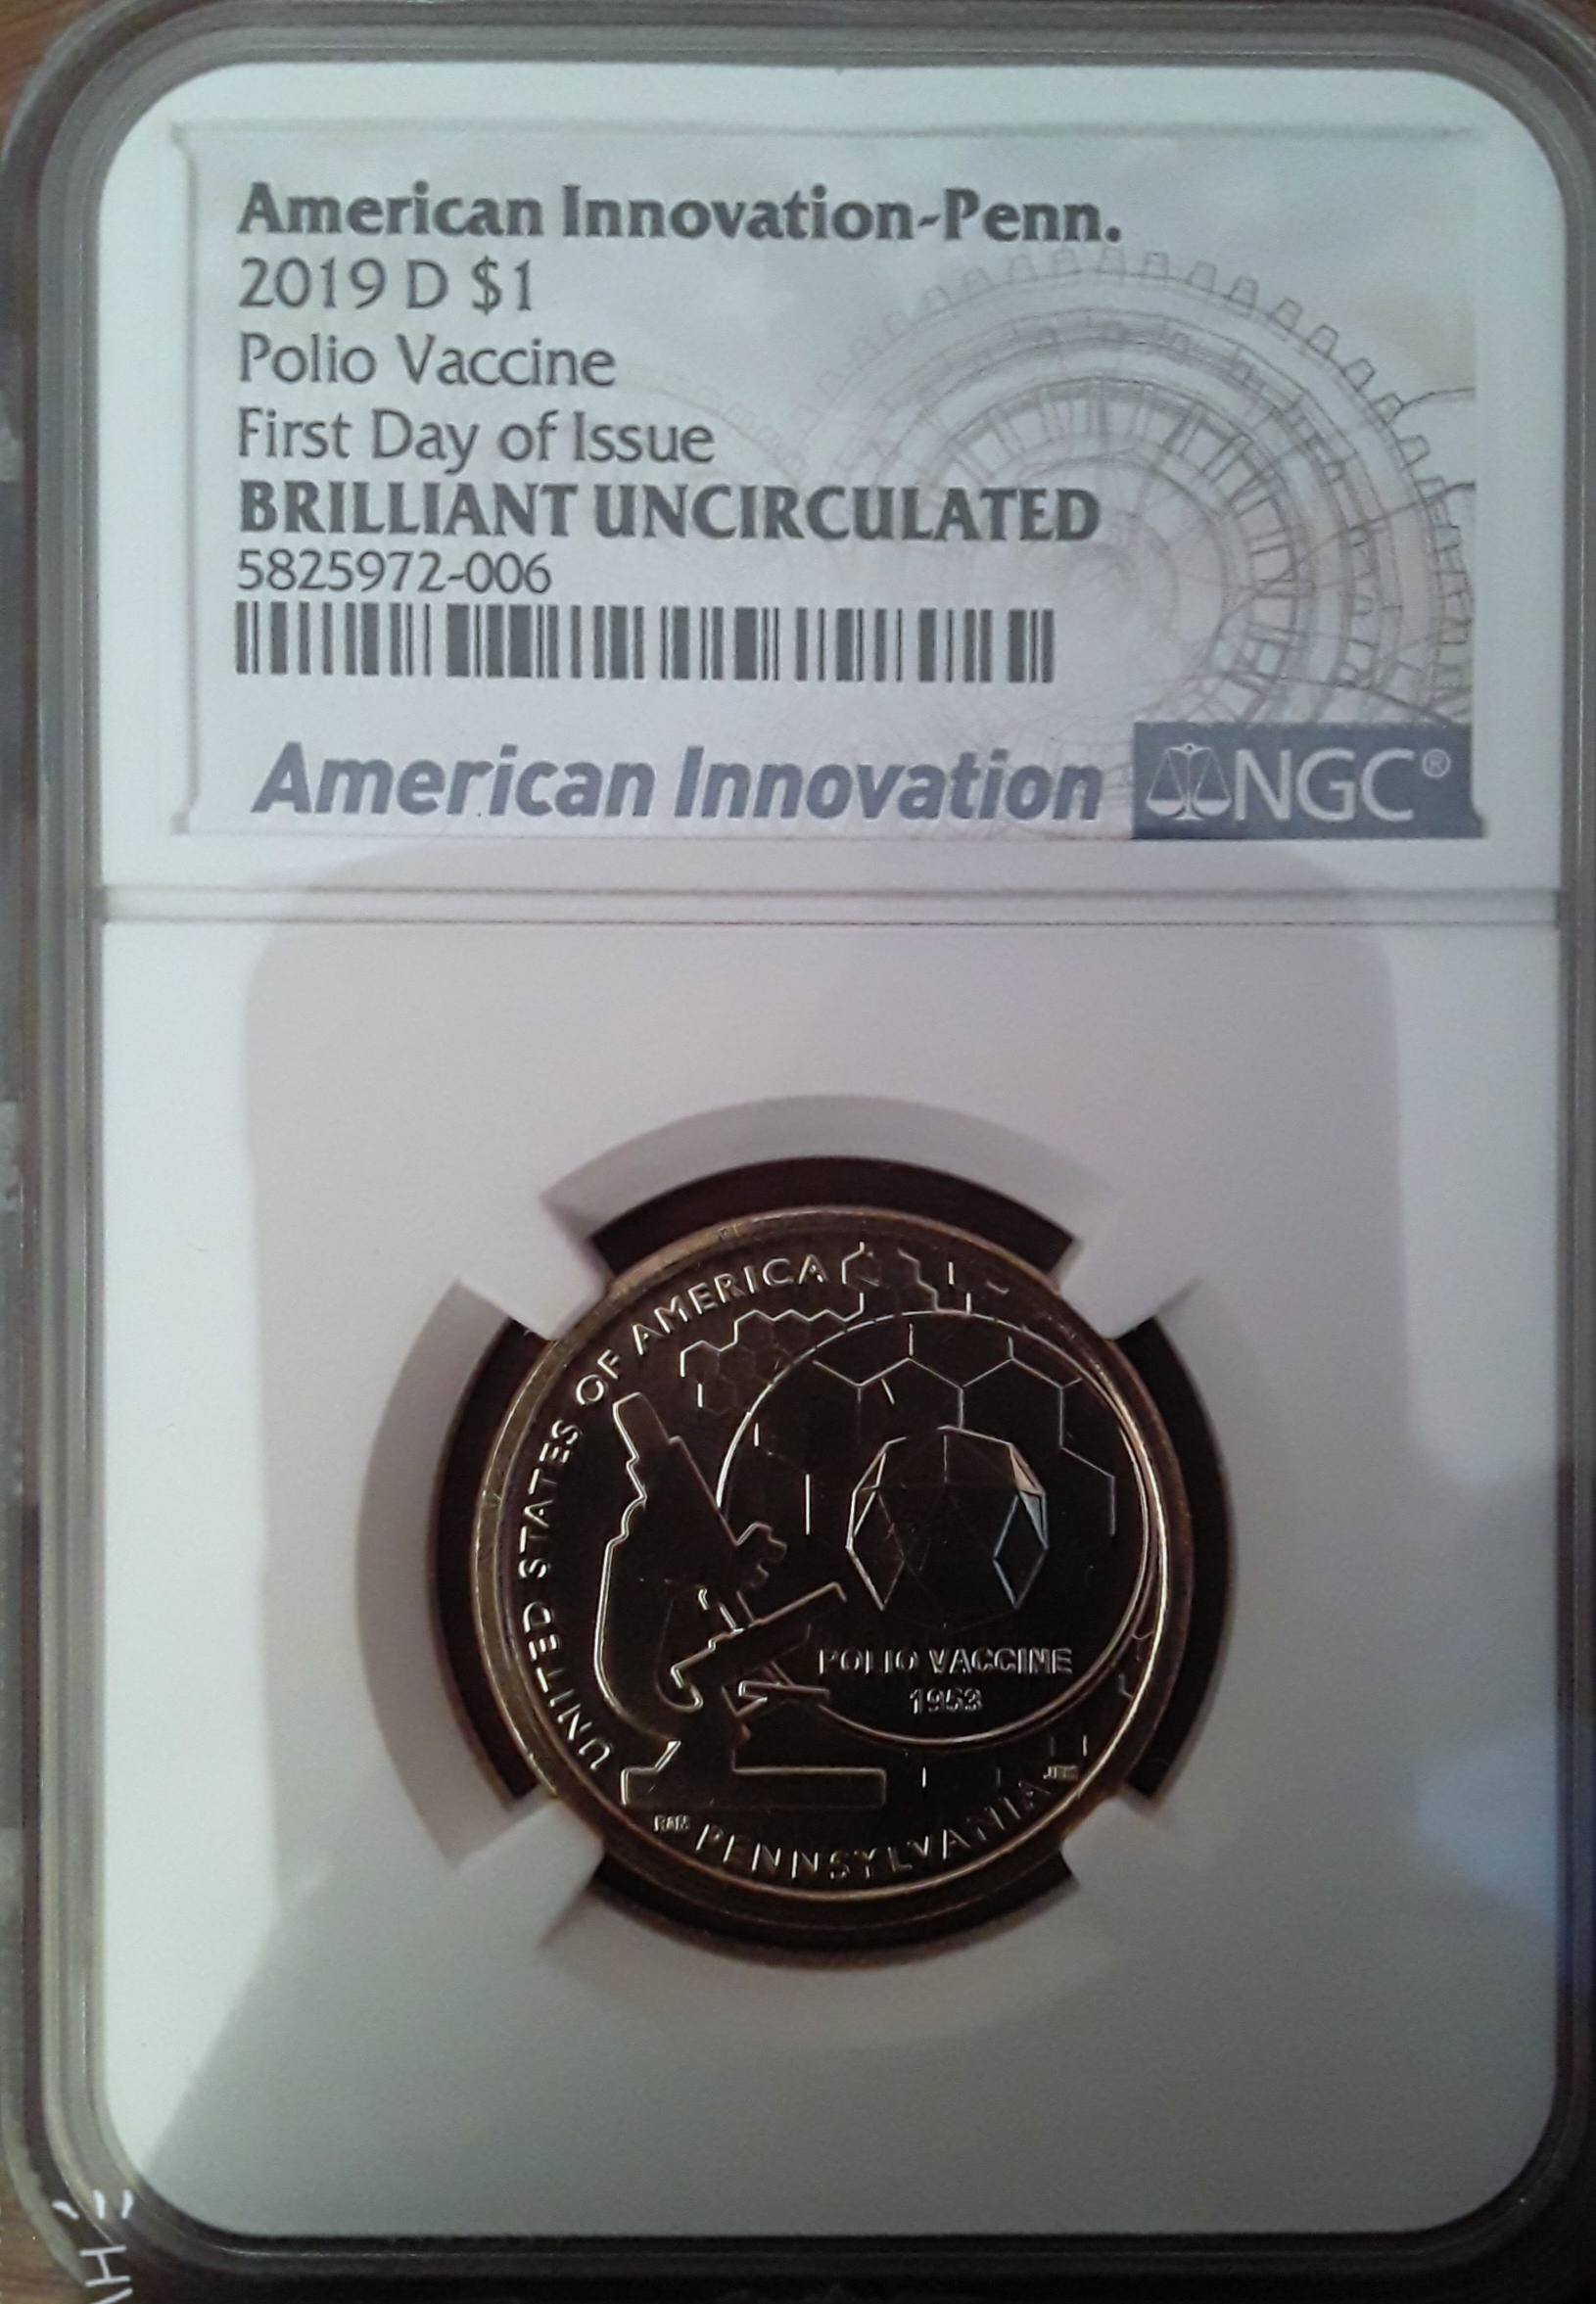 American Innovation-Penn.
2019 D $1
Polio Vaccine
First Day of Issue
BRILLIANT UNCIRCULATED
5825972-006
American Innovation NGC®
UNITED STATES OF AMERICA
POLIO VACCINE
1953
PENNSYLVANIA